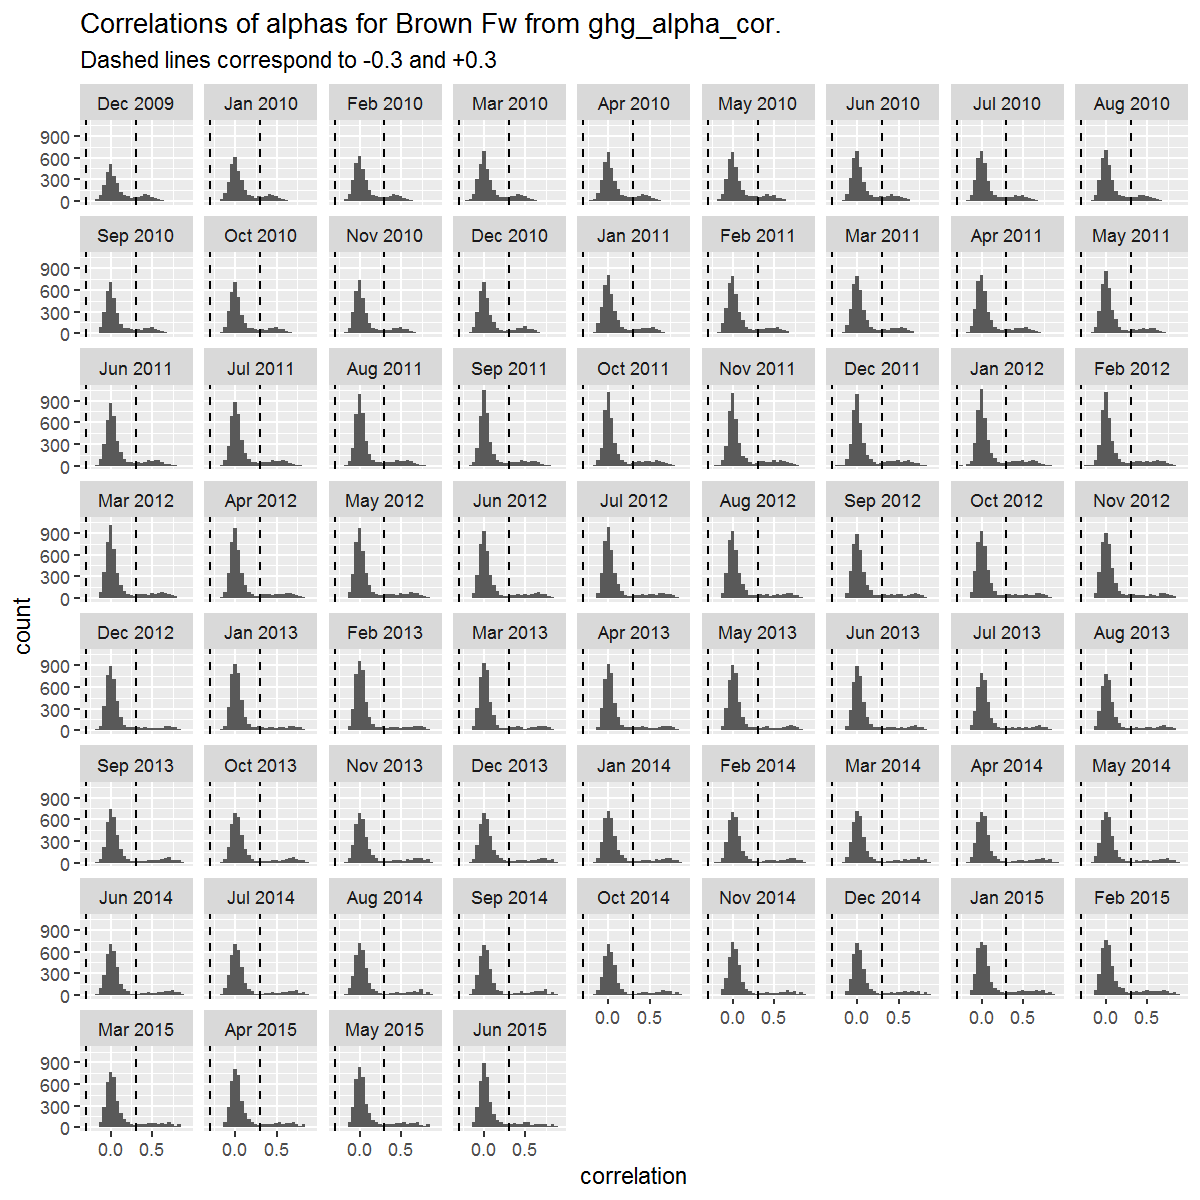 Correlations of alphas for Brown Fw from ghg_alpha_cor.
Dashed lines correspond to -0.3 and +0.3
Dec 2009 Jan 2010 Feb 2010 Mar 2010 Apr 2010 May 2010 Jun 2010 Jul 2010 Aug 2010
900
600
300
0
Sep 2010 Oct 2010 Nov 2010 Dec 2010 Jan 2011 Feb 2011 Mar 2011 Apr 2011 May 2011
900
600
300
0
Jun 2011 Jul 2011 Aug 2011 Sep 2011 Oct 2011 Nov 2011 Dec 2011 Jan 2012 Feb 2012
900
600
300
0
Mar 2012 Apr 2012 May 2012 Jun 2012 Jul 2012 Aug 2012 Sep 2012 Oct 2012 Nov 2012
900
600
300
0
count
Dec 2012 Jan 2013 Feb 2013 Mar 2013 Apr 2013 May 2013 Jun 2013 Jul 2013 Aug 2013
900
600
300
0
Sep 2013 Oct 2013 Nov 2013 Dec 2013 Jan 2014 Feb 2014 Mar 2014 Apr 2014 May 2014
900
600
300
0
Jun 2014 Jul 2014 Aug 2014 Sep 2014 Oct 2014 Nov 2014 Dec 2014 Jan 2015 Feb 2015
900
600
300
0
0.0 0.5 0.0 0.5 0.0 0.5 0.0 0.5 0.0 0.5
Mar 2015 Apr 2015 May 2015 Jun 2015
900
600
300
0
0.0 0.5 0.0 0.5 0.0 0.5 0.0 0.5
correlation